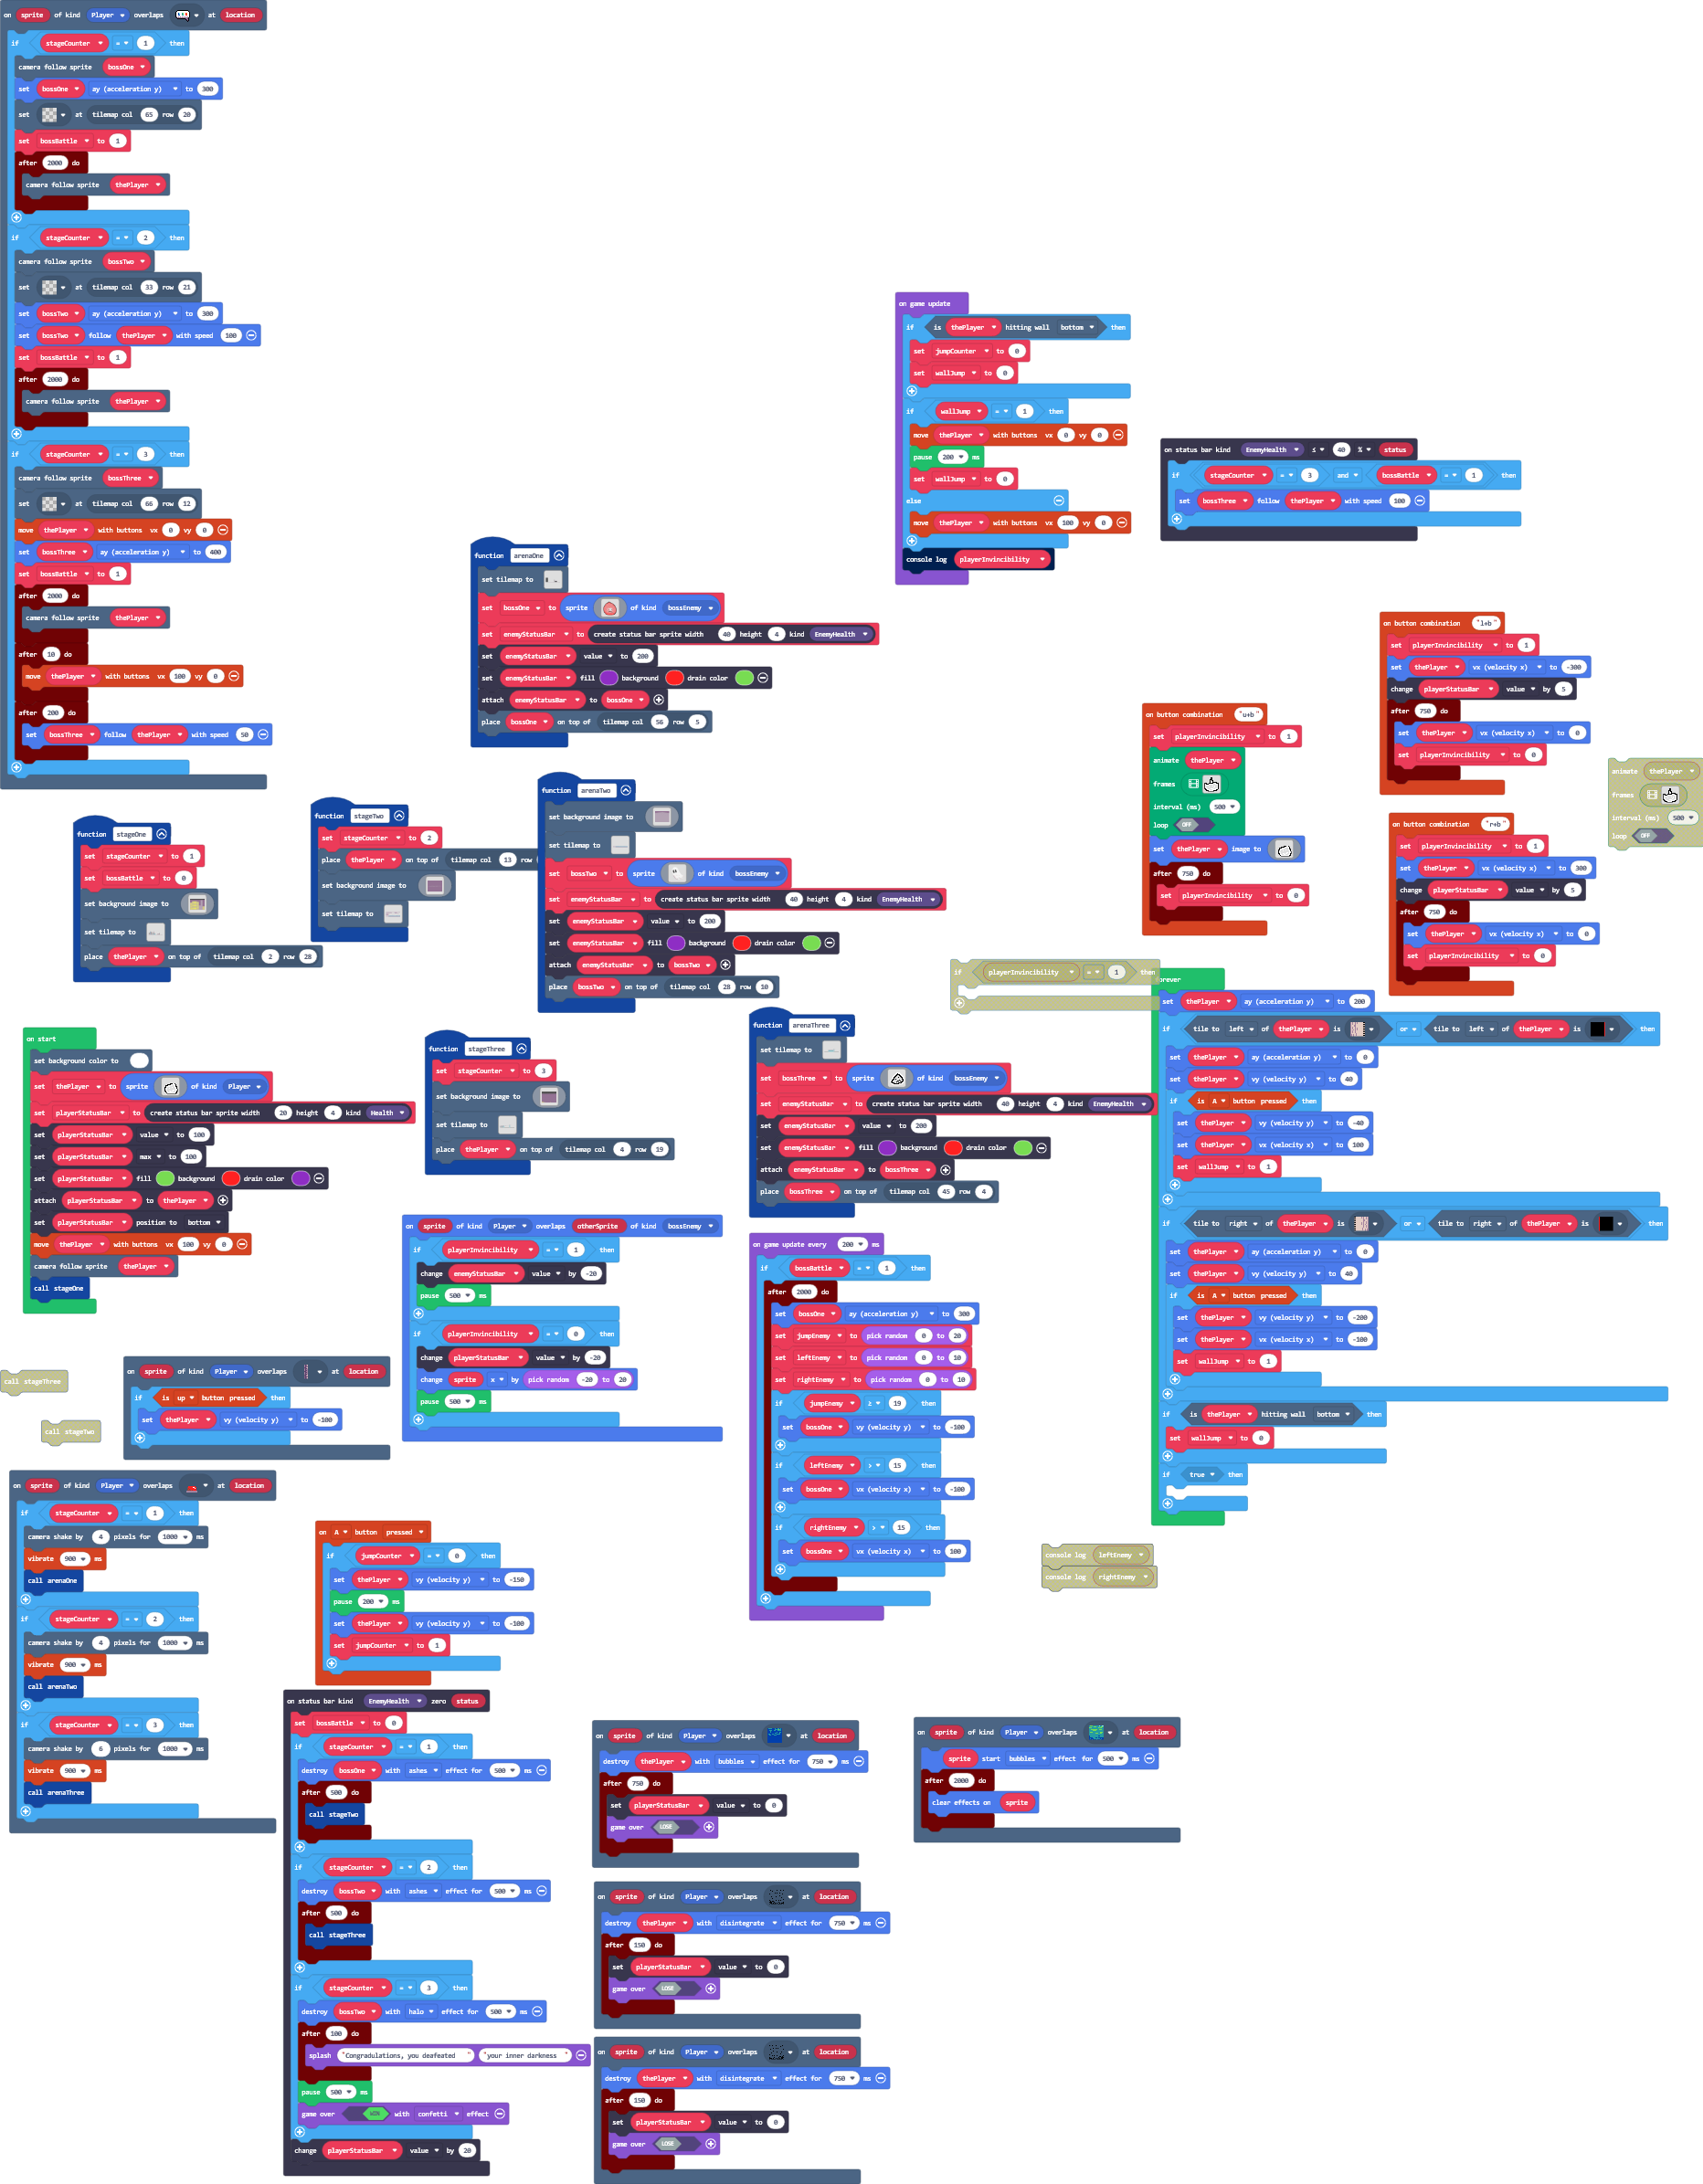 on sprite of kind Player overlaps at location
if stageCounter = 1 then
camera follow sprite bossOne
set bossOne ay (acceleration y) to 300
set at tilemap col 65 row 20
set bossBattle to 1
after 2000 do
camera follow sprite thePlayer
if stageCounter = 2 then
camera follow sprite bossTwo
set at tilemap col 33 row 21
set bossTwo ay (acceleration y) to 300
set bossTwo follow thePlayer with speed 100
set bossBattle to 1
after 2000 do
camera follow sprite thePlayer
if stageCounter = 3 then
camera follow sprite bossThree
set at tilemap col 66 row 12
move thePlayer with buttons vx 0 vy 0
set bossThree ay (acceleration y) to 400
set bossBattle to 1
after 2000 do
camera follow sprite thePlayer
after 10 do
move thePlayer with buttons vx 100 vy 0
after 200 do
set bossThree follow thePlayer with speed 50
on game update
if is thePlayer hitting wall bottom then
set jumpCounter to 0
set wallJump to 0
if wallJump = 1 then
move thePlayer with buttons vx 0 vy 0
pause 200 ms
set wallJump to 0
else
move thePlayer with buttons vx 100 vy 0
console log playerInvincibility
on status bar kind EnemyHealth ≤ 40 % status
if stageCounter = 3 and bossBattle = 1 then
set bossThree follow thePlayer with speed 100
function arenaOne
set tilemap to
set bossOne to sprite of kind bossEnemy
set enemyStatusBar to create status bar sprite width 40 height 4 kind EnemyHealth
set enemyStatusBar value to 200
set enemyStatusBar fill background drain color
attach enemyStatusBar to bossOne
place bossOne on top of tilemap col 56 row 5
on button combination "l+b"
set playerInvincibility to 1
set thePlayer vx (velocity x) to -300
change playerStatusBar value by 5
after 750 do
set thePlayer vx (velocity x) to 0
set playerInvincibility to 0
on button combination "u+b"
set playerInvincibility to 1
animate thePlayer
frames
interval (ms) 500
loop OFF
set thePlayer image to
after 750 do
set playerInvincibility to 0
animate thePlayer
frames
interval (ms) 500
loop OFF
on button combination "r+b"
set playerInvincibility to 1
set thePlayer vx (velocity x) to 300
change playerStatusBar value by 5
after 750 do
set thePlayer vx (velocity x) to 0
set playerInvincibility to 0
function stageOne
set stageCounter to 1
set bossBattle to 0
set background image to
set tilemap to
place thePlayer on top of tilemap col 2 row 28
function stageTwo
set stageCounter to 2
place thePlayer on top of tilemap col 13 row
set background image to
set tilemap to
function arenaTwo
set background image to
set tilemap to
set bossTwo to sprite of kind bossEnemy
set enemyStatusBar to create status bar sprite width 40 height 4 kind EnemyHealth
set enemyStatusBar value to 200
set enemyStatusBar fill background drain color
attach enemyStatusBar to bossTwo
place bossTwo on top of tilemap col 28 row 10
if playerInvincibility = 1 then
orever
set thePlayer ay (acceleration y) to 200
if tile to left of thePlayer is or tile to left of thePlayer is then
set thePlayer ay (acceleration y) to 0
set thePlayer vy (velocity y) to 40
if is A button pressed then
set thePlayer vy (velocity y) to -40
set thePlayer vx (velocity x) to 100
set wallJump to 1
if tile to right of thePlayer is or tile to right of thePlayer is then
set thePlayer ay (acceleration y) to 0
set thePlayer vy (velocity y) to 40
if is A button pressed then
set thePlayer vy (velocity y) to -200
set thePlayer vx (velocity x) to -100
set wallJump to 1
if is thePlayer hitting wall bottom then
set wallJump to 0
if true then
on start
set background color to
set thePlayer to sprite of kind Player
set playerStatusBar to create status bar sprite width 20 height 4 kind Health
set playerStatusBar value to 100
set playerStatusBar max to 100
set playerStatusBar fill background drain color
attach playerStatusBar to thePlayer
set playerStatusBar position to bottom
move thePlayer with buttons vx 100 vy 0
camera follow sprite thePlayer
call stageOne
function stageThree
set stageCounter to 3
set background image to
set tilemap to
place thePlayer on top of tilemap col 4 row 19
function arenaThree
set tilemap to
set bossThree to sprite of kind bossEnemy
set enemyStatusBar to create status bar sprite width 40 height 4 kind EnemyHealth
set enemyStatusBar value to 200
set enemyStatusBar fill background drain color
attach enemyStatusBar to bossThree
place bossThree on top of tilemap col 45 row 4
on sprite of kind Player overlaps otherSprite of kind bossEnemy
if playerInvincibility = 1 then
change enemyStatusBar value by -20
pause 500 ms
if playerInvincibility = 0 then
change playerStatusBar value by -20
change sprite x by pick random -20 to 20
pause 500 ms
on game update every 200 ms
if bossBattle = 1 then
after 2000 do
set bossOne ay (acceleration y) to 300
set jumpEnemy to pick random 0 to 20
set leftEnemy to pick random 0 to 10
set rightEnemy to pick random 0 to 10
if jumpEnemy ≥ 19 then
set bossOne vy (velocity y) to -100
if leftEnemy > 15 then
set bossOne vx (velocity x) to -100
if rightEnemy > 15 then
set bossOne vx (velocity x) to 100
call stageThree
call stageTwo
on sprite of kind Player overlaps at location
if is up button pressed then
set thePlayer vy (velocity y) to -100
on sprite of kind Player overlaps at location
if stageCounter = 1 then
camera shake by 4 pixels for 1000 ms
vibrate 900 ms
call arenaOne
if stageCounter = 2 then
camera shake by 4 pixels for 1000 ms
vibrate 900 ms
call arenaTwo
if stageCounter = 3 then
camera shake by 6 pixels for 1000 ms
vibrate 900 ms
call arenaThree
on A button pressed
if jumpCounter = 0 then
set thePlayer vy (velocity y) to -150
pause 200 ms
set thePlayer vy (velocity y) to -100
set jumpCounter to 1
console log leftEnemy
console log rightEnemy
on status bar kind EnemyHealth zero status
set bossBattle to 0
if stageCounter = 1 then
destroy bossOne with ashes effect for 500 ms
after 500 do
call stageTwo
if stageCounter = 2 then
destroy bossTwo with ashes effect for 500 ms
after 500 do
call stageThree
if stageCounter = 3 then
destroy bossTwo with halo effect for 500 ms
after 100 do
splash "Congradulations, you deafeated " "your inner darkness "
pause 500 ms
game over WIN with confetti effect
change playerStatusBar value by 20
on sprite of kind Player overlaps at location
destroy thePlayer with bubbles effect for 750 ms
after 750 do
set playerStatusBar value to 0
game over LOSE
on sprite of kind Player overlaps at location
sprite start bubbles effect for 500 ms
after 2000 do
clear effects on sprite
on sprite of kind Player overlaps at location
destroy thePlayer with disintegrate effect for 750 ms
after 150 do
set playerStatusBar value to 0
game over LOSE
on sprite of kind Player overlaps at location
destroy thePlayer with disintegrate effect for 750 ms
after 150 do
set playerStatusBar value to 0
game over LOSE